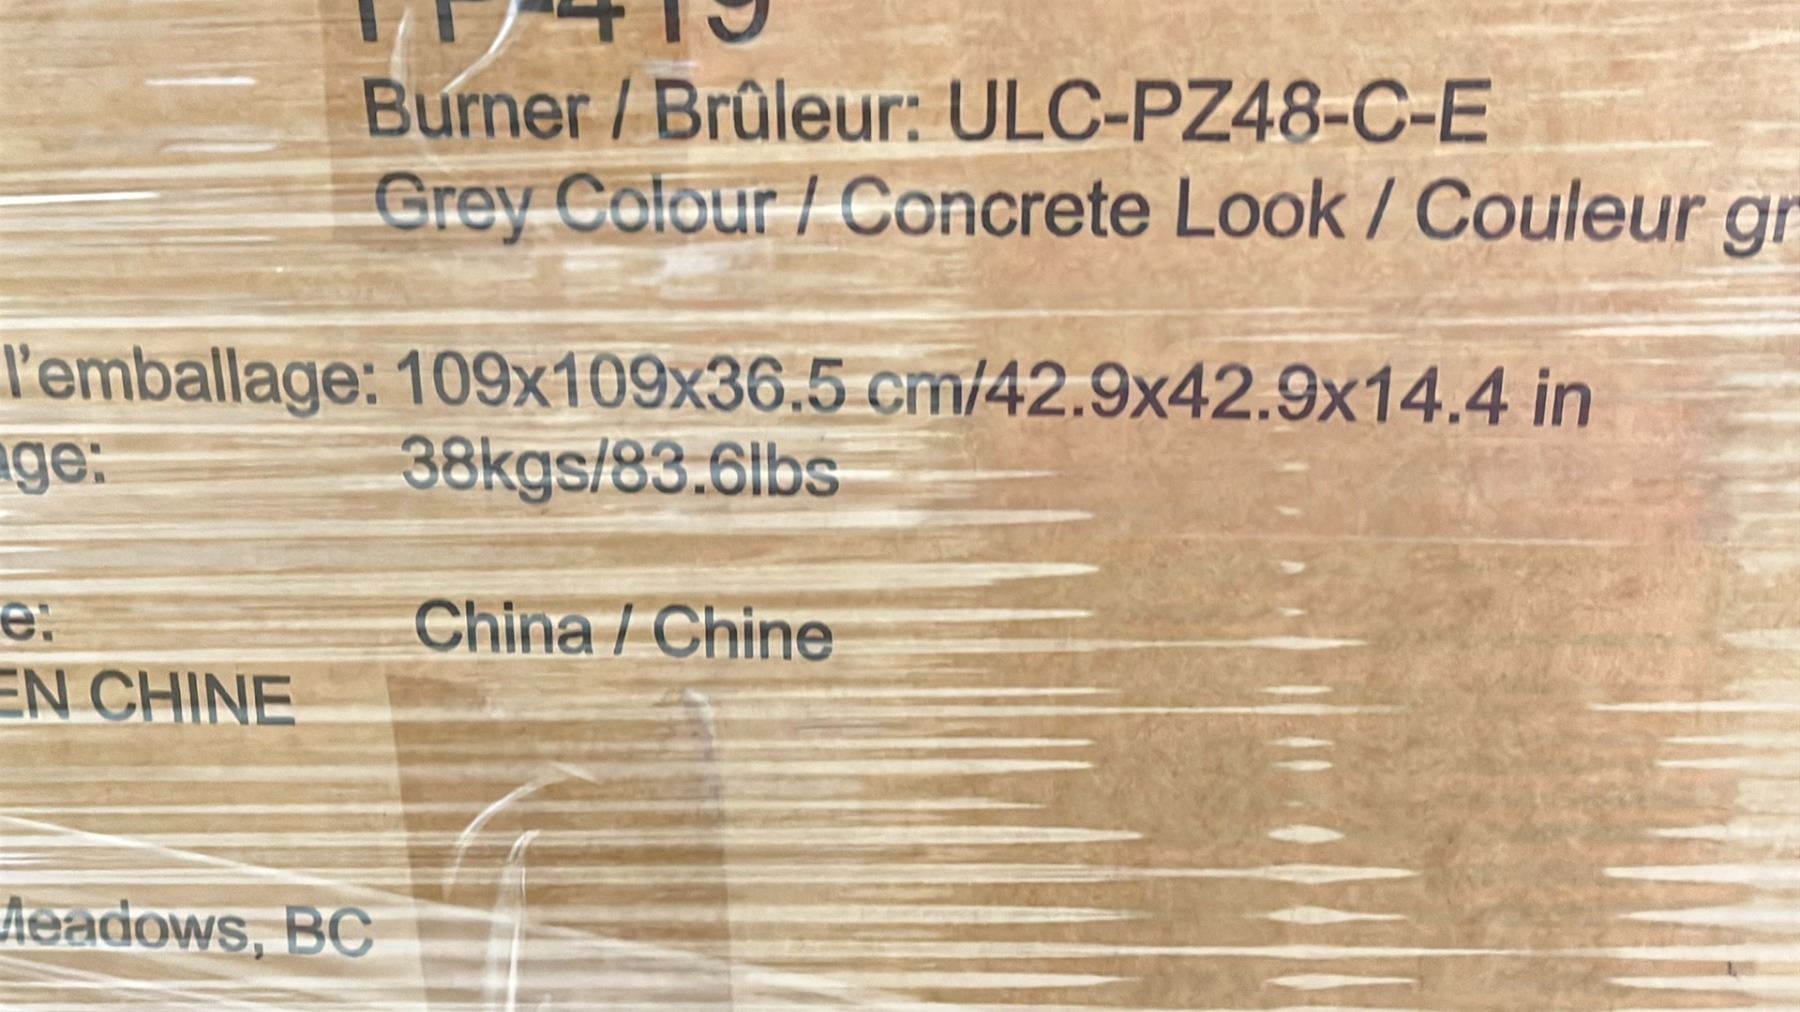 Burner / Brûleur: ULC-PZ48-C-E
Grey Colour / Concrete Look / Couleur gr
l'emballage: 109x109x36.5 cm/42.9x42.9x14.4 in
age: 38kgs/83.6lbs
e: China / Chine
EN CHINE
Meadows, BC